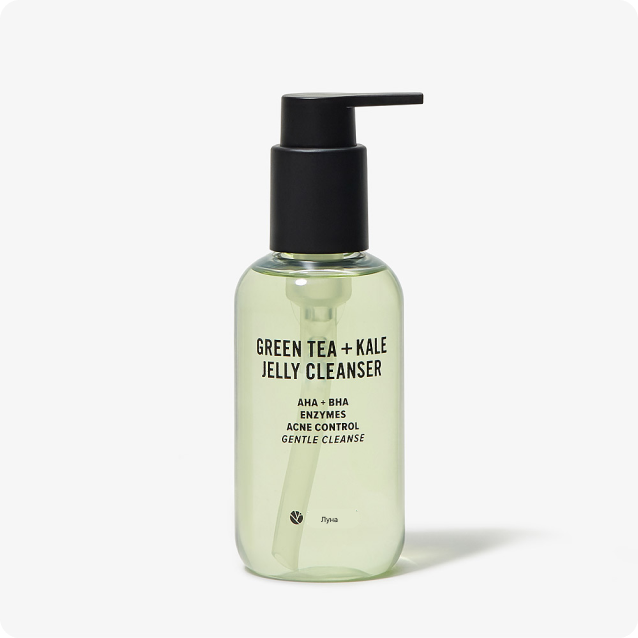 GREEN TEA + KALE
JELLY CLEANSER
AHA + BHA
ENZYMES
ACNE CONTROL
GENTLE CLEANSE
Луна